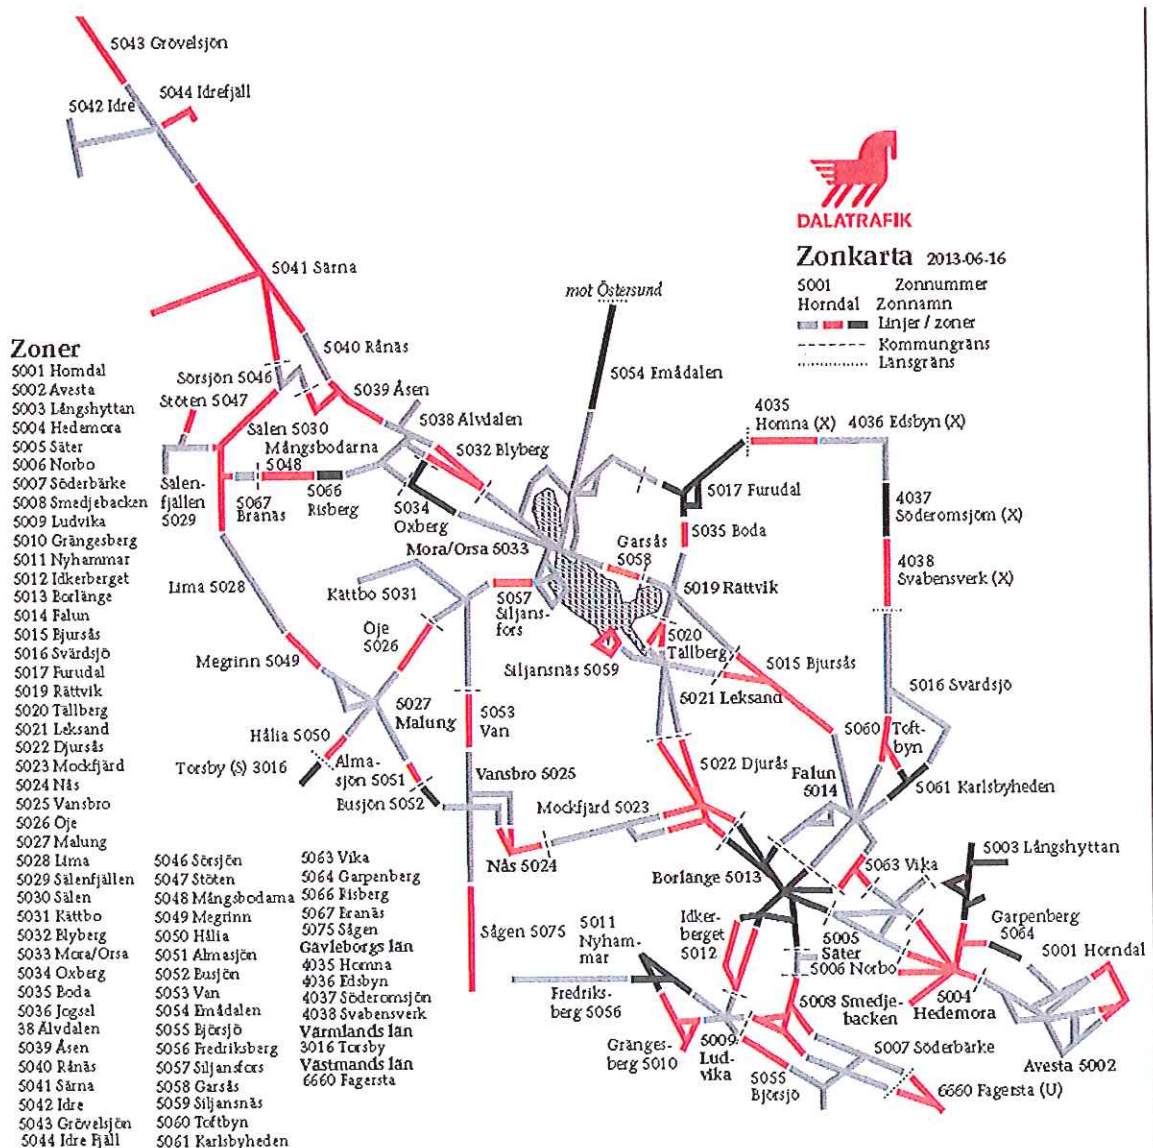 5043 Grövelsjön
5044 Idrefjäll
5042 Idre
DALATRAFIK
Zonkarta 2013-06-16
5001 Zonnummer
Horndal Zonnamn
Linjer / zoner
Kommungräns
Länsgräns
5041 Särna
mot Östersund
5040 Rånäs
5054 Emådalen
Sörsjön 5046
Stöten 5047
5039 Åsen
Sälen 5030
5038 Älvdalen
Mångsbodarna
5048
5032 Blyberg
4035
Homna (X)
4036 Edsbyn (X)
Sälen-
fjällen
5029
5067
Branäs
5066
Risberg
5034
Oxberg
5017 Furudal
4037
Söderomsjöm (X)
Mora/Orsa 5033
Garsås
5058
5035 Boda
4038
Svabensverk (X)
Lima 5028
Kättbo 5031
5057
Siljans-
fors
5019 Rättvik
Öje
5026
5020
Tällberg
Megrinn 5049
Siljansnäs 5059
5015 Bjursås
5021 Leksand
5016 Svärdsjö
5027
Malung
5053
Van
5060
Toft-
byn
Hålia 5050
Torsby (S) 3016
Alma-
sjön 5051
Busjön 5052
Vansbro 5025
5022 Djurås
Falun
5014
5061 Karlsbyheden
Mockfjärd 5023
Nås 5024
Borlänge 5013
5063 Vika
5003 Långshyttan
Sågen 5075
5011
Nyham-
mar
Idker-
berget
5012
5005
Säter
5006 Norbo
Garpenberg
5064
5001 Horndal
Fredriks-
berg 5056
5008 Smedje-
backen
5004
Hedemora
Gränges-
berg 5010
5009
Lud-
vika
5055
Björsjö
5007 Söderbärke
Avesta 5002
6660 Fagersta (U)
Zoner
5001 Horndal
5002 Avesta
5003 Långshyttan
5004 Hedemora
5005 Säter
5006 Norbo
5007 Söderbärke
5008 Smedjebacken
5009 Ludvika
5010 Grängesberg
5011 Nyhammar
5012 Idkerberget
5013 Borlänge
5014 Falun
5015 Bjursås
5016 Svärdsjö
5017 Furudal
5019 Rättvik
5020 Tällberg
5021 Leksand
5022 Djurås
5023 Mockfjärd
5024 Nås
5025 Vansbro
5026 Öje
5027 Malung
5028 Lima
5029 Sälenfjällen
5030 Sälen
5031 Kättbo
5032 Blyberg
5033 Mora/Orsa
5034 Oxberg
5035 Boda
5036 Jogsel
38 Älvdalen
5039 Åsen
5040 Rånäs
5041 Särna
5042 Idre
5043 Grövelsjön
5044 Idre Fjäll
5046 Sörsjön
5047 Stöten
5048 Mångsbodarna
5049 Megrinn
5050 Hålia
5051 Almasjön
5052 Busjön
5053 Van
5054 Emådalen
5055 Björsjö
5056 Fredriksberg
5057 Siljansfors
5058 Garsås
5059 Siljansnäs
5060 Toftbyn
5061 Karlsbyheden
5063 Vika
5064 Garpenberg
5066 Risberg
5067 Branäs
5075 Sågen
Gävleborgs län
4035 Homna
4036 Edsbyn
4037 Söderomsjön
4038 Svabensverk
Värmlands län
3016 Torsby
Västmands län
6660 Fagersta